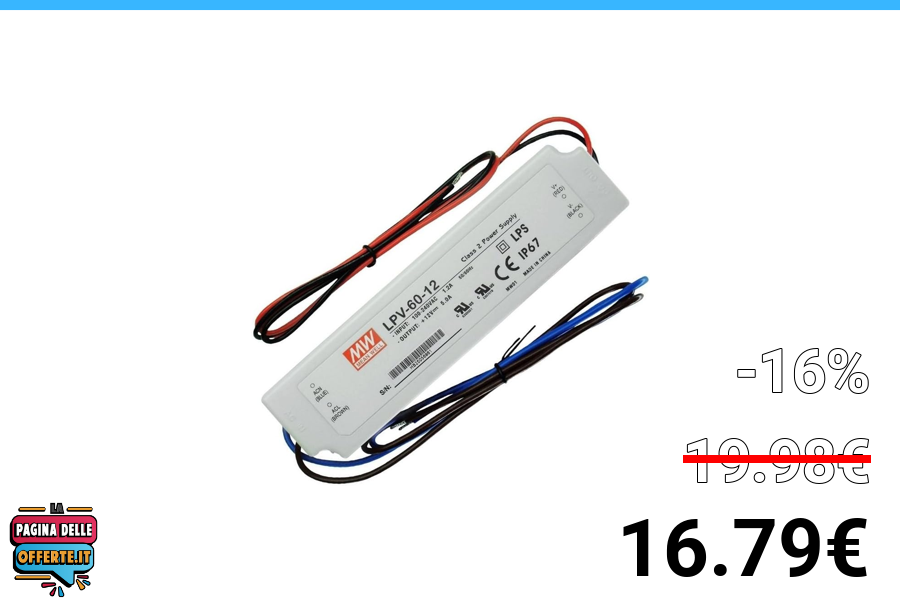 V+
(RED)
V-
(BLACK)
Class 2 Power Supply
LPS
IP67
MADE IN CHINA
LPV-60-12
- INPUT: 100-240VAC 1.2A 50/60Hz
- OUTPUT: +12V 5.0A
MW
MEAN WELL
S/N:
ACN
(BLUE)
ACL
(BROWN)
-16%
19.98€
16.79€
LA
PAGINA DELLE
OFFERTE.IT